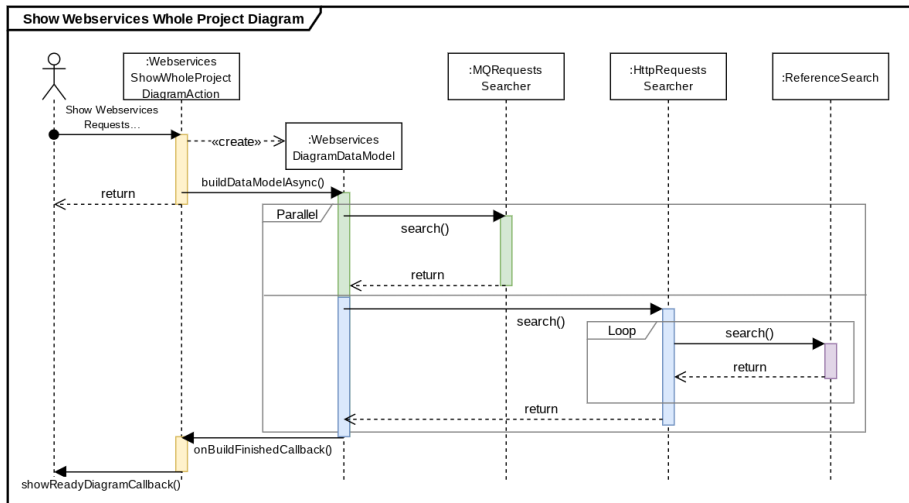 Show Webservices Whole Project Diagram
:Webservices
ShowWholeProject
DiagramAction
:MQRequests
Searcher
:HttpRequests
Searcher
:ReferenceSearch
Show Webservices
Requests...
«create»
:Webservices
DiagramDataModel
buildDataModelAsync()
return
Parallel
search()
return
search()
Loop
search()
return
return
onBuildFinishedCallback()
showReadyDiagramCallback()